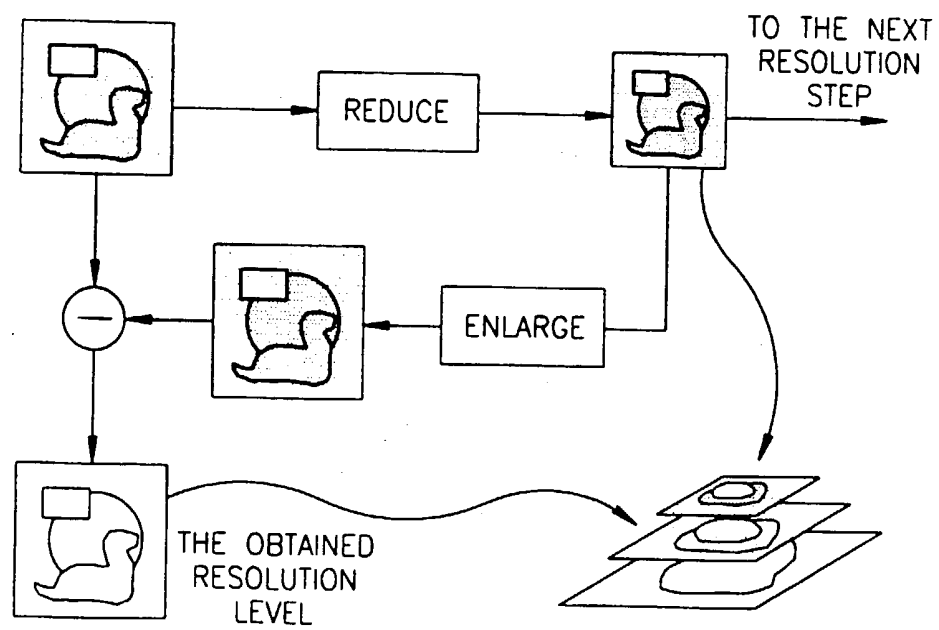 TO THE NEXT
RESOLUTION
STEP
REDUCE
ENLARGE
THE OBTAINED
RESOLUTION
LEVEL